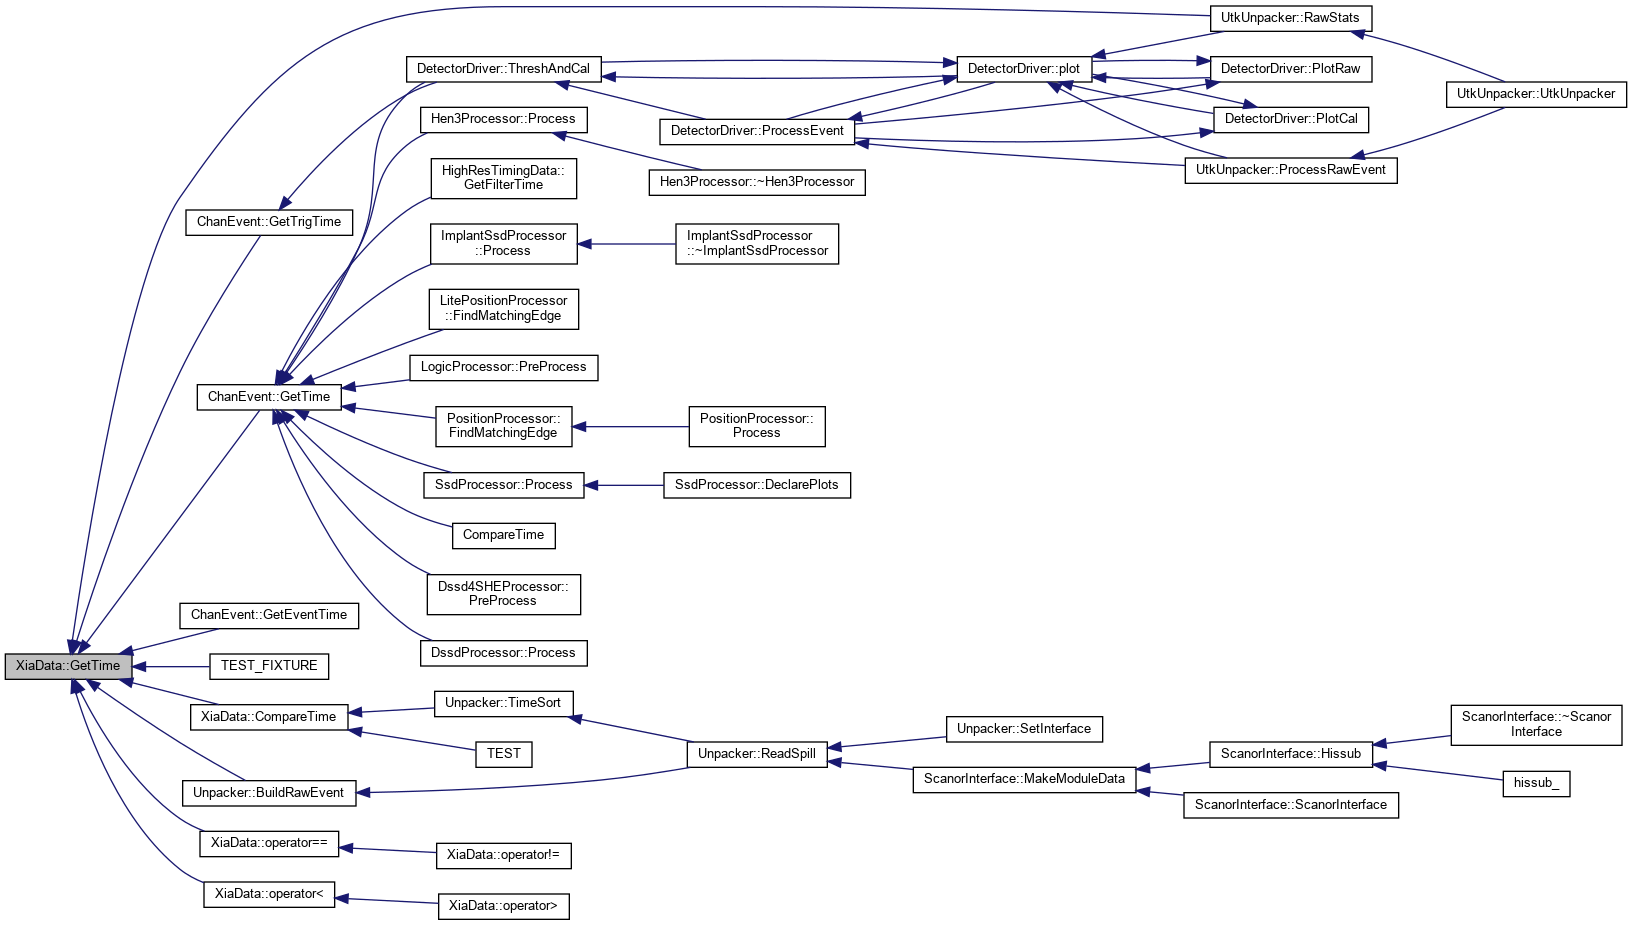 UtkUnpacker::RawStats
DetectorDriver::ThreshAndCal
DetectorDriver::plot
DetectorDriver::PlotRaw
UtkUnpacker::UtkUnpacker
Hen3Processor::Process
DetectorDriver::ProcessEvent
DetectorDriver::PlotCal
HighResTimingData::
GetFilterTime
Hen3Processor::~Hen3Processor
UtkUnpacker::ProcessRawEvent
ChanEvent::GetTrigTime
ImplantSsdProcessor
::Process
ImplantSsdProcessor
::~ImplantSsdProcessor
LitePositionProcessor
::FindMatchingEdge
LogicProcessor::PreProcess
ChanEvent::GetTime
PositionProcessor::
FindMatchingEdge
PositionProcessor::
Process
SsdProcessor::Process
SsdProcessor::DeclarePlots
CompareTime
Dssd4SHEProcessor::
PreProcess
ChanEvent::GetEventTime
DssdProcessor::Process
XiaData::GetTime
TEST_FIXTURE
XiaData::CompareTime
Unpacker::TimeSort
TEST
Unpacker::ReadSpill
Unpacker::SetInterface
ScanorInterface::MakeModuleData
ScanorInterface::Hissub
ScanorInterface::~Scanor
Interface
hissub_
ScanorInterface::ScanorInterface
Unpacker::BuildRawEvent
XiaData::operator==
XiaData::operator!=
XiaData::operator<
XiaData::operator>